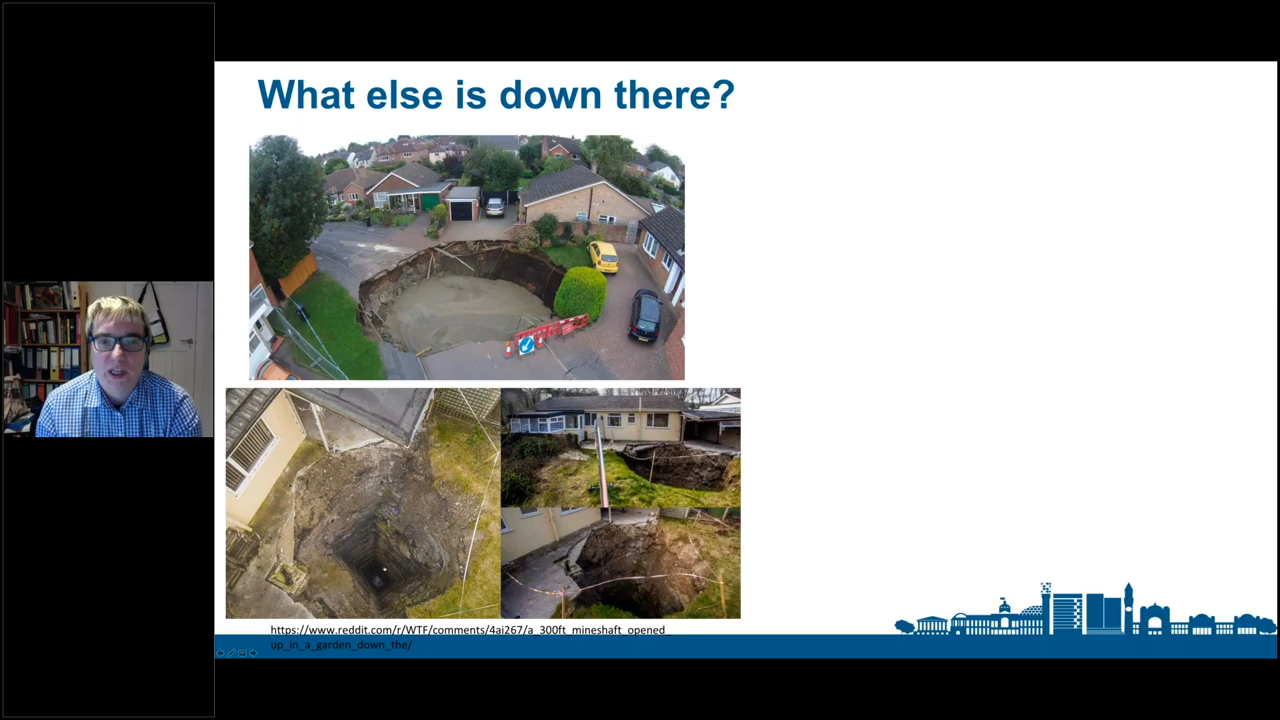 What else is down there?
https://www.reddit.com/r/WTF/comments/4ai267/a_300ft_mineshaft_opened
up_in_a_garden_down_the/